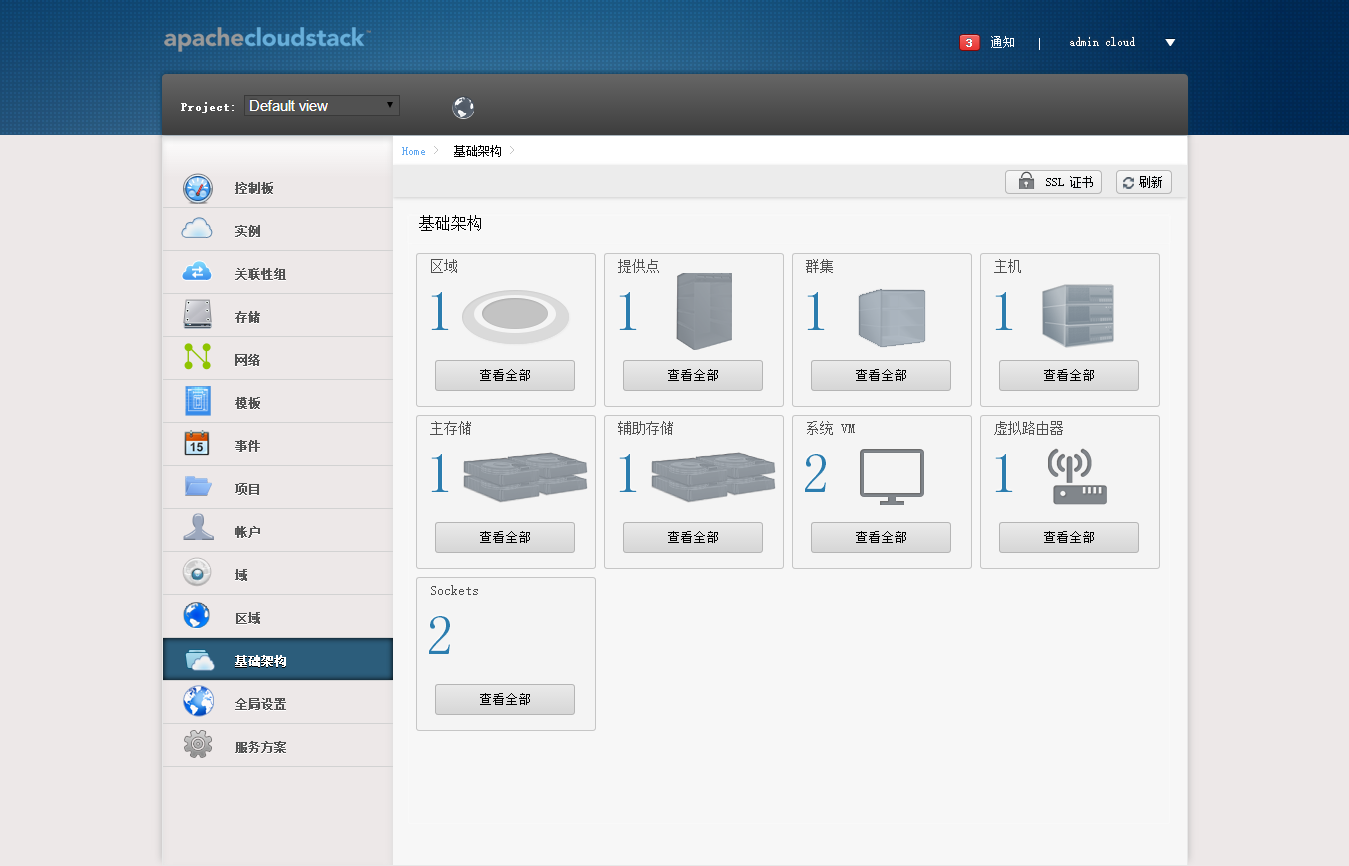 apachecloudstack™
3 通知 | admin cloud
Project: Default view
Home 基础架构
SSL 证书 刷新
控制板
实例
关联性组
存储
网络
模板
15 事件
项目
帐户
域
区域
基础架构
全局设置
服务方案
基础架构
区域
1
查看全部
提供点
1
查看全部
群集
1
查看全部
主机
1
查看全部
主存储
1
查看全部
辅助存储
1
查看全部
系统 VM
2
查看全部
虚拟路由器
1
查看全部
Sockets
2
查看全部